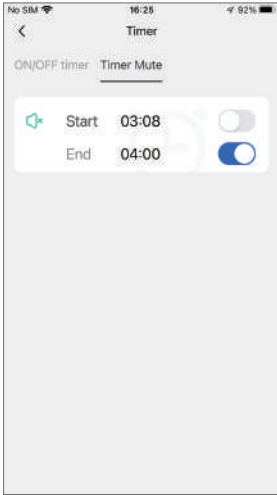 No SIM 16:25 92%
Timer
ON/OFF timer Timer Mute
Start 03:08
End 04:00